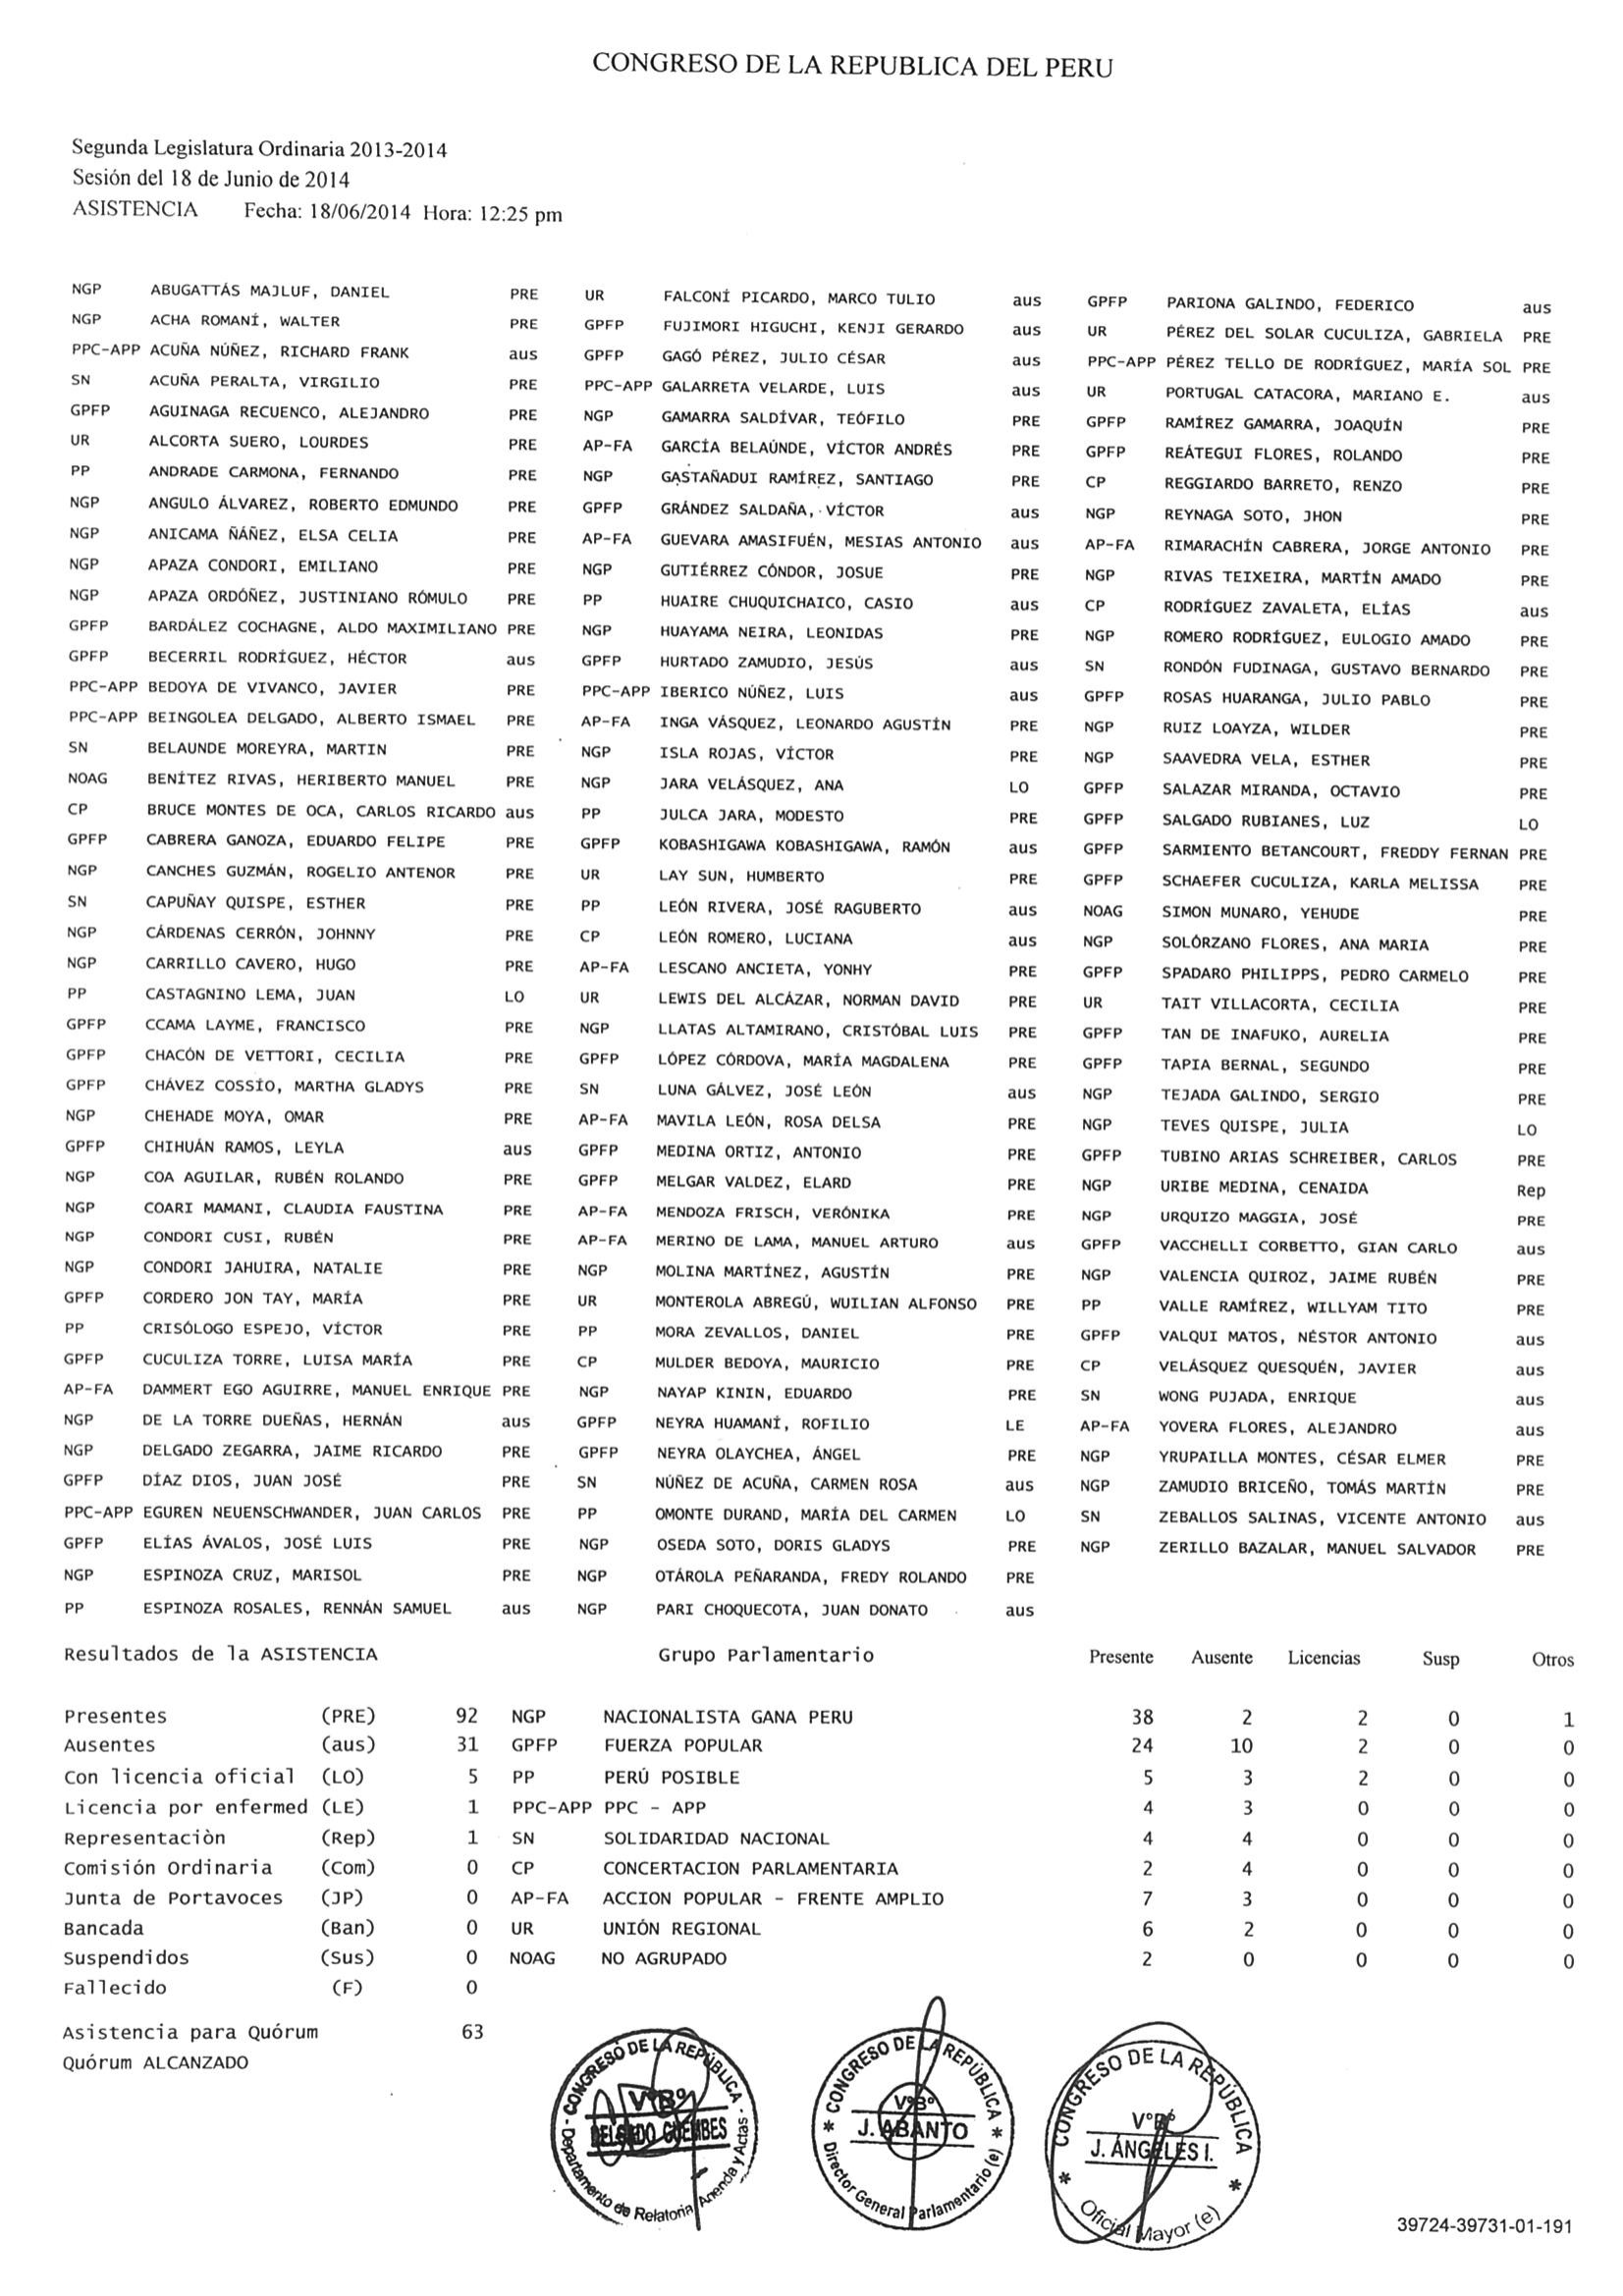 CONGRESO DE LA REPUBLICA DEL PERU
Segunda Legislatura Ordinaria 2013-2014
Sesión del 18 de Junio de 2014
ASISTENCIA Fecha: 18/06/2014 Hora: 12:25 pm
NGP ABUGATTÁS MAJLUF, DANIEL PRE
NGP ACHA ROMANÍ, WALTER PRE
PPC-APP ACUÑA NÚÑEZ, RICHARD FRANK aus
SN ACUÑA PERALTA, VIRGILIO PRE
GPFP AGUINAGA RECUENCO, ALEJANDRO PRE
UR ALCORTA SUERO, LOURDES PRE
PP ANDRADE CARMONA, FERNANDO PRE
NGP ANGULO ÁLVAREZ, ROBERTO EDMUNDO PRE
NGP ANICAMA ÑÁÑEZ, ELSA CELIA PRE
NGP APAZA CONDORI, EMILIANO PRE
NGP APAZA ORDÓÑEZ, JUSTINIANO RÓMULO PRE
GPFP BARDÁLEZ COCHAGNE, ALDO MAXIMILIANO PRE
GPFP BECERRIL RODRÍGUEZ, HÉCTOR aus
PPC-APP BEDOYA DE VIVANCO, JAVIER PRE
PPC-APP BEINGOLEA DELGADO, ALBERTO ISMAEL PRE
SN BELAUNDE MOREYRA, MARTIN PRE
NOAG BENÍTEZ RIVAS, HERIBERTO MANUEL PRE
CP BRUCE MONTES DE OCA, CARLOS RICARDO aus
GPFP CABRERA GANOZA, EDUARDO FELIPE PRE
NGP CANCHES GUZMÁN, ROGELIO ANTENOR PRE
SN CAPUÑAY QUISPE, ESTHER PRE
NGP CÁRDENAS CERRÓN, JOHNNY PRE
NGP CARRILLO CAVERO, HUGO PRE
PP CASTAGNINO LEMA, JUAN LO
GPFP CCAMA LAYME, FRANCISCO PRE
GPFP CHACÓN DE VETTORI, CECILIA PRE
GPFP CHÁVEZ COSSÍO, MARTHA GLADYS PRE
NGP CHEHADE MOYA, OMAR PRE
GPFP CHIHUÁN RAMOS, LEYLA aus
NGP COA AGUILAR, RUBÉN ROLANDO PRE
NGP COARI MAMANI, CLAUDIA FAUSTINA PRE
NGP CONDORI CUSI, RUBÉN PRE
NGP CONDORI JAHUIRA, NATALIE PRE
GPFP CORDERO JON TAY, MARÍA PRE
PP CRISÓLOGO ESPEJO, VÍCTOR PRE
GPFP CUCULIZA TORRE, LUISA MARÍA PRE
AP-FA DAMMERT EGO AGUIRRE, MANUEL ENRIQUE PRE
NGP DE LA TORRE DUEÑAS, HERNÁN aus
NGP DELGADO ZEGARRA, JAIME RICARDO PRE
GPFP DÍAZ DIOS, JUAN JOSÉ PRE
PPC-APP EGUREN NEUENSCHWANDER, JUAN CARLOS PRE
GPFP ELÍAS ÁVALOS, JOSÉ LUIS PRE
NGP ESPINOZA CRUZ, MARISOL PRE
PP ESPINOZA ROSALES, RENNÁN SAMUEL aus
UR FALCONÍ PICARDO, MARCO TULIO aus
GPFP FUJIMORI HIGUCHI, KENJI GERARDO aus
GPFP GAGÓ PÉREZ, JULIO CÉSAR aus
PPC-APP GALARRETA VELARDE, LUIS aus
NGP GAMARRA SALDÍVAR, TEÓFILO PRE
AP-FA GARCÍA BELAÚNDE, VÍCTOR ANDRÉS PRE
NGP GASTAÑADUI RAMÍREZ, SANTIAGO PRE
GPFP GRÁNDEZ SALDAÑA, VÍCTOR aus
AP-FA GUEVARA AMASIFUÉN, MESIAS ANTONIO aus
NGP GUTIÉRREZ CÓNDOR, JOSUE PRE
PP HUAIRE CHUQUICHAICO, CASIO aus
NGP HUAYAMA NEIRA, LEONIDAS PRE
GPFP HURTADO ZAMUDIO, JESÚS aus
PPC-APP IBERICO NÚÑEZ, LUIS aus
AP-FA INGA VÁSQUEZ, LEONARDO AGUSTÍN PRE
NGP ISLA ROJAS, VÍCTOR PRE
NGP JARA VELÁSQUEZ, ANA LO
PP JULCA JARA, MODESTO PRE
GPFP KOBASHIGAWA KOBASHIGAWA, RAMÓN aus
UR LAY SUN, HUMBERTO PRE
PP LEÓN RIVERA, JOSÉ RAGUBERTO aus
CP LEÓN ROMERO, LUCIANA aus
AP-FA LESCANO ANCIETA, YONHY PRE
UR LEWIS DEL ALCÁZAR, NORMAN DAVID PRE
NGP LLATAS ALTAMIRANO, CRISTÓBAL LUIS PRE
GPFP LÓPEZ CÓRDOVA, MARÍA MAGDALENA PRE
SN LUNA GÁLVEZ, JOSÉ LEÓN aus
AP-FA MAVILA LEÓN, ROSA DELSA PRE
GPFP MEDINA ORTIZ, ANTONIO PRE
GPFP MELGAR VALDEZ, ELARD PRE
AP-FA MENDOZA FRISCH, VERÓNIKA PRE
AP-FA MERINO DE LAMA, MANUEL ARTURO aus
NGP MOLINA MARTÍNEZ, AGUSTÍN PRE
UR MONTEROLA ABREGÚ, WUILIAN ALFONSO PRE
PP MORA ZEVALLOS, DANIEL PRE
CP MULDER BEDOYA, MAURICIO PRE
NGP NAYAP KININ, EDUARDO PRE
GPFP NEYRA HUAMANÍ, ROFILIO LE
GPFP NEYRA OLAYCHEA, ÁNGEL PRE
SN NÚÑEZ DE ACUÑA, CARMEN ROSA aus
PP OMONTE DURAND, MARÍA DEL CARMEN LO
NGP OSEDA SOTO, DORIS GLADYS PRE
NGP OTÁROLA PEÑARANDA, FREDY ROLANDO PRE
NGP PARI CHOQUECOTA, JUAN DONATO aus
GPFP PARIONA GALINDO, FEDERICO aus
UR PÉREZ DEL SOLAR CUCULIZA, GABRIELA PRE
PPC-APP PÉREZ TELLO DE RODRÍGUEZ, MARÍA SOL PRE
UR PORTUGAL CATACORA, MARIANO E. aus
GPFP RAMÍREZ GAMARRA, JOAQUÍN PRE
GPFP REÁTEGUI FLORES, ROLANDO PRE
CP REGGIARDO BARRETO, RENZO PRE
NGP REYNAGA SOTO, JHON PRE
AP-FA RIMARACHÍN CABRERA, JORGE ANTONIO PRE
NGP RIVAS TEIXEIRA, MARTÍN AMADO PRE
CP RODRÍGUEZ ZAVALETA, ELÍAS aus
NGP ROMERO RODRÍGUEZ, EULOGIO AMADO PRE
SN RONDÓN FUDINAGA, GUSTAVO BERNARDO PRE
GPFP ROSAS HUARANGA, JULIO PABLO PRE
NGP RUIZ LOAYZA, WILDER PRE
NGP SAAVEDRA VELA, ESTHER PRE
GPFP SALAZAR MIRANDA, OCTAVIO PRE
GPFP SALGADO RUBIANES, LUZ LO
GPFP SARMIENTO BETANCOURT, FREDDY FERNAN PRE
GPFP SCHAEFER CUCULIZA, KARLA MELISSA PRE
NOAG SIMON MUNARO, YEHUDE PRE
NGP SOLÓRZANO FLORES, ANA MARIA PRE
GPFP SPADARO PHILIPPS, PEDRO CARMELO PRE
UR TAIT VILLACORTA, CECILIA PRE
GPFP TAN DE INAFUKO, AURELIA PRE
GPFP TAPIA BERNAL, SEGUNDO PRE
NGP TEJADA GALINDO, SERGIO PRE
NGP TEVES QUISPE, JULIA LO
GPFP TUBINO ARIAS SCHREIBER, CARLOS PRE
NGP URIBE MEDINA, CENAIDA Rep
NGP URQUIZO MAGGIA, JOSÉ PRE
GPFP VACCHELLI CORBETTO, GIAN CARLO aus
NGP VALENCIA QUIROZ, JAIME RUBÉN PRE
PP VALLE RAMÍREZ, WILLYAM TITO PRE
GPFP VALQUI MATOS, NÉSTOR ANTONIO aus
CP VELÁSQUEZ QUESQUÉN, JAVIER aus
SN WONG PUJADA, ENRIQUE aus
AP-FA YOVERA FLORES, ALEJANDRO aus
NGP YRUPAILLA MONTES, CÉSAR ELMER PRE
NGP ZAMUDIO BRICEÑO, TOMÁS MARTÍN PRE
SN ZEBALLOS SALINAS, VICENTE ANTONIO aus
NGP ZERILLO BAZALAR, MANUEL SALVADOR PRE
Resultados de la ASISTENCIA
Presentes (PRE) 92
Ausentes (aus) 31
Con licencia oficial (LO) 5
Licencia por enfermed (LE) 1
Representaciòn (Rep) 1
Comisión Ordinaria (Com) 0
Junta de Portavoces (JP) 0
Bancada (Ban) 0
Suspendidos (Sus) 0
Fallecido (F) 0
Asistencia para Quórum 63
Quórum ALCANZADO
Grupo Parlamentario Presente Ausente Licencias Susp Otros
NGP NACIONALISTA GANA PERU 38 2 2 0 1
GPFP FUERZA POPULAR 24 10 2 0 0
PP PERÚ POSIBLE 5 3 2 0 0
PPC-APP PPC - APP 4 3 0 0 0
SN SOLIDARIDAD NACIONAL 4 4 0 0 0
CP CONCERTACION PARLAMENTARIA 2 4 0 0 0
AP-FA ACCION POPULAR - FRENTE AMPLIO 7 3 0 0 0
UR UNIÓN REGIONAL 6 2 0 0 0
NOAG NO AGRUPADO 2 0 0 0 0
CONGRESO DE LA REPÚBLICA
VºBº
DELGADO GUEMBES
Departamento de Relatoria Agenda y Actas
CONGRESO DE LA REPÚBLICA
VºBº
J. ABANTO
Director General Parlamentario (e)
CONGRESO DE LA REPÚBLICA
VºBº
J. ÁNGELES I.
Oficial Mayor (e)
39724-39731-01-191